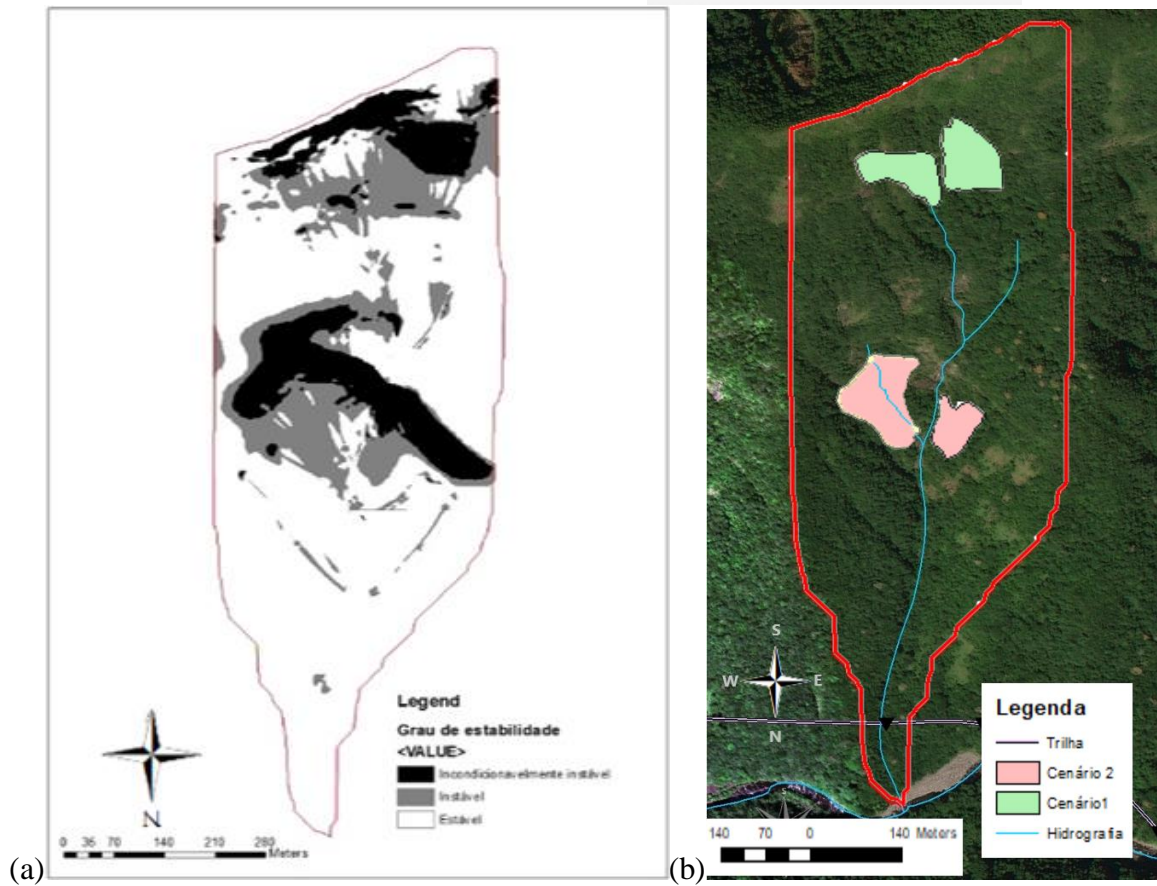 Legend
Grau de estabilidade
<VALUE>
Incondicionavelmente instável
Instável
Estável
N
0 35 70 140 210 280
Meters
(a)
S
W E
N
Legenda
Trilha
Cenário 2
Cenário1
Hidrografia
140 70 0 140 Meters
(b)